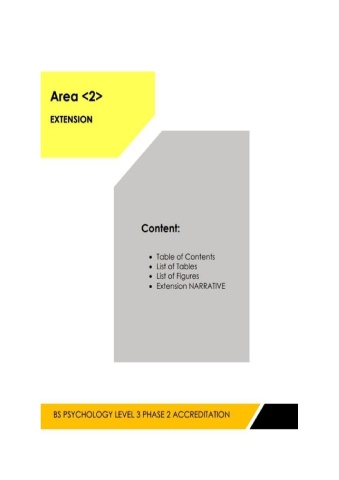 Area <2>
EXTENSION
Content:
• Table of Contents
• List of Tables
• List of Figures
• Extension NARRATIVE
BS PSYCHOLOGY LEVEL 3 PHASE 2 ACCREDITATION